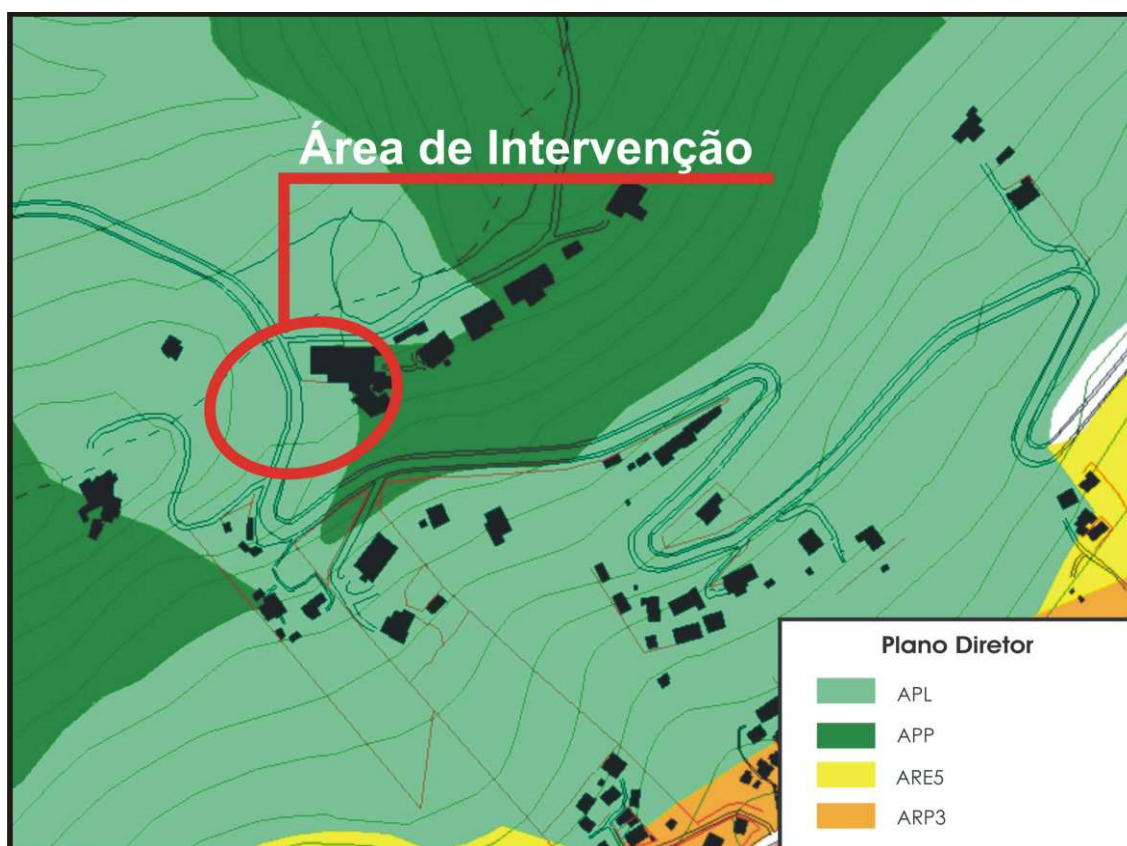 Área de Intervenção
Plano Diretor
APL
APP
ARE5
ARP3